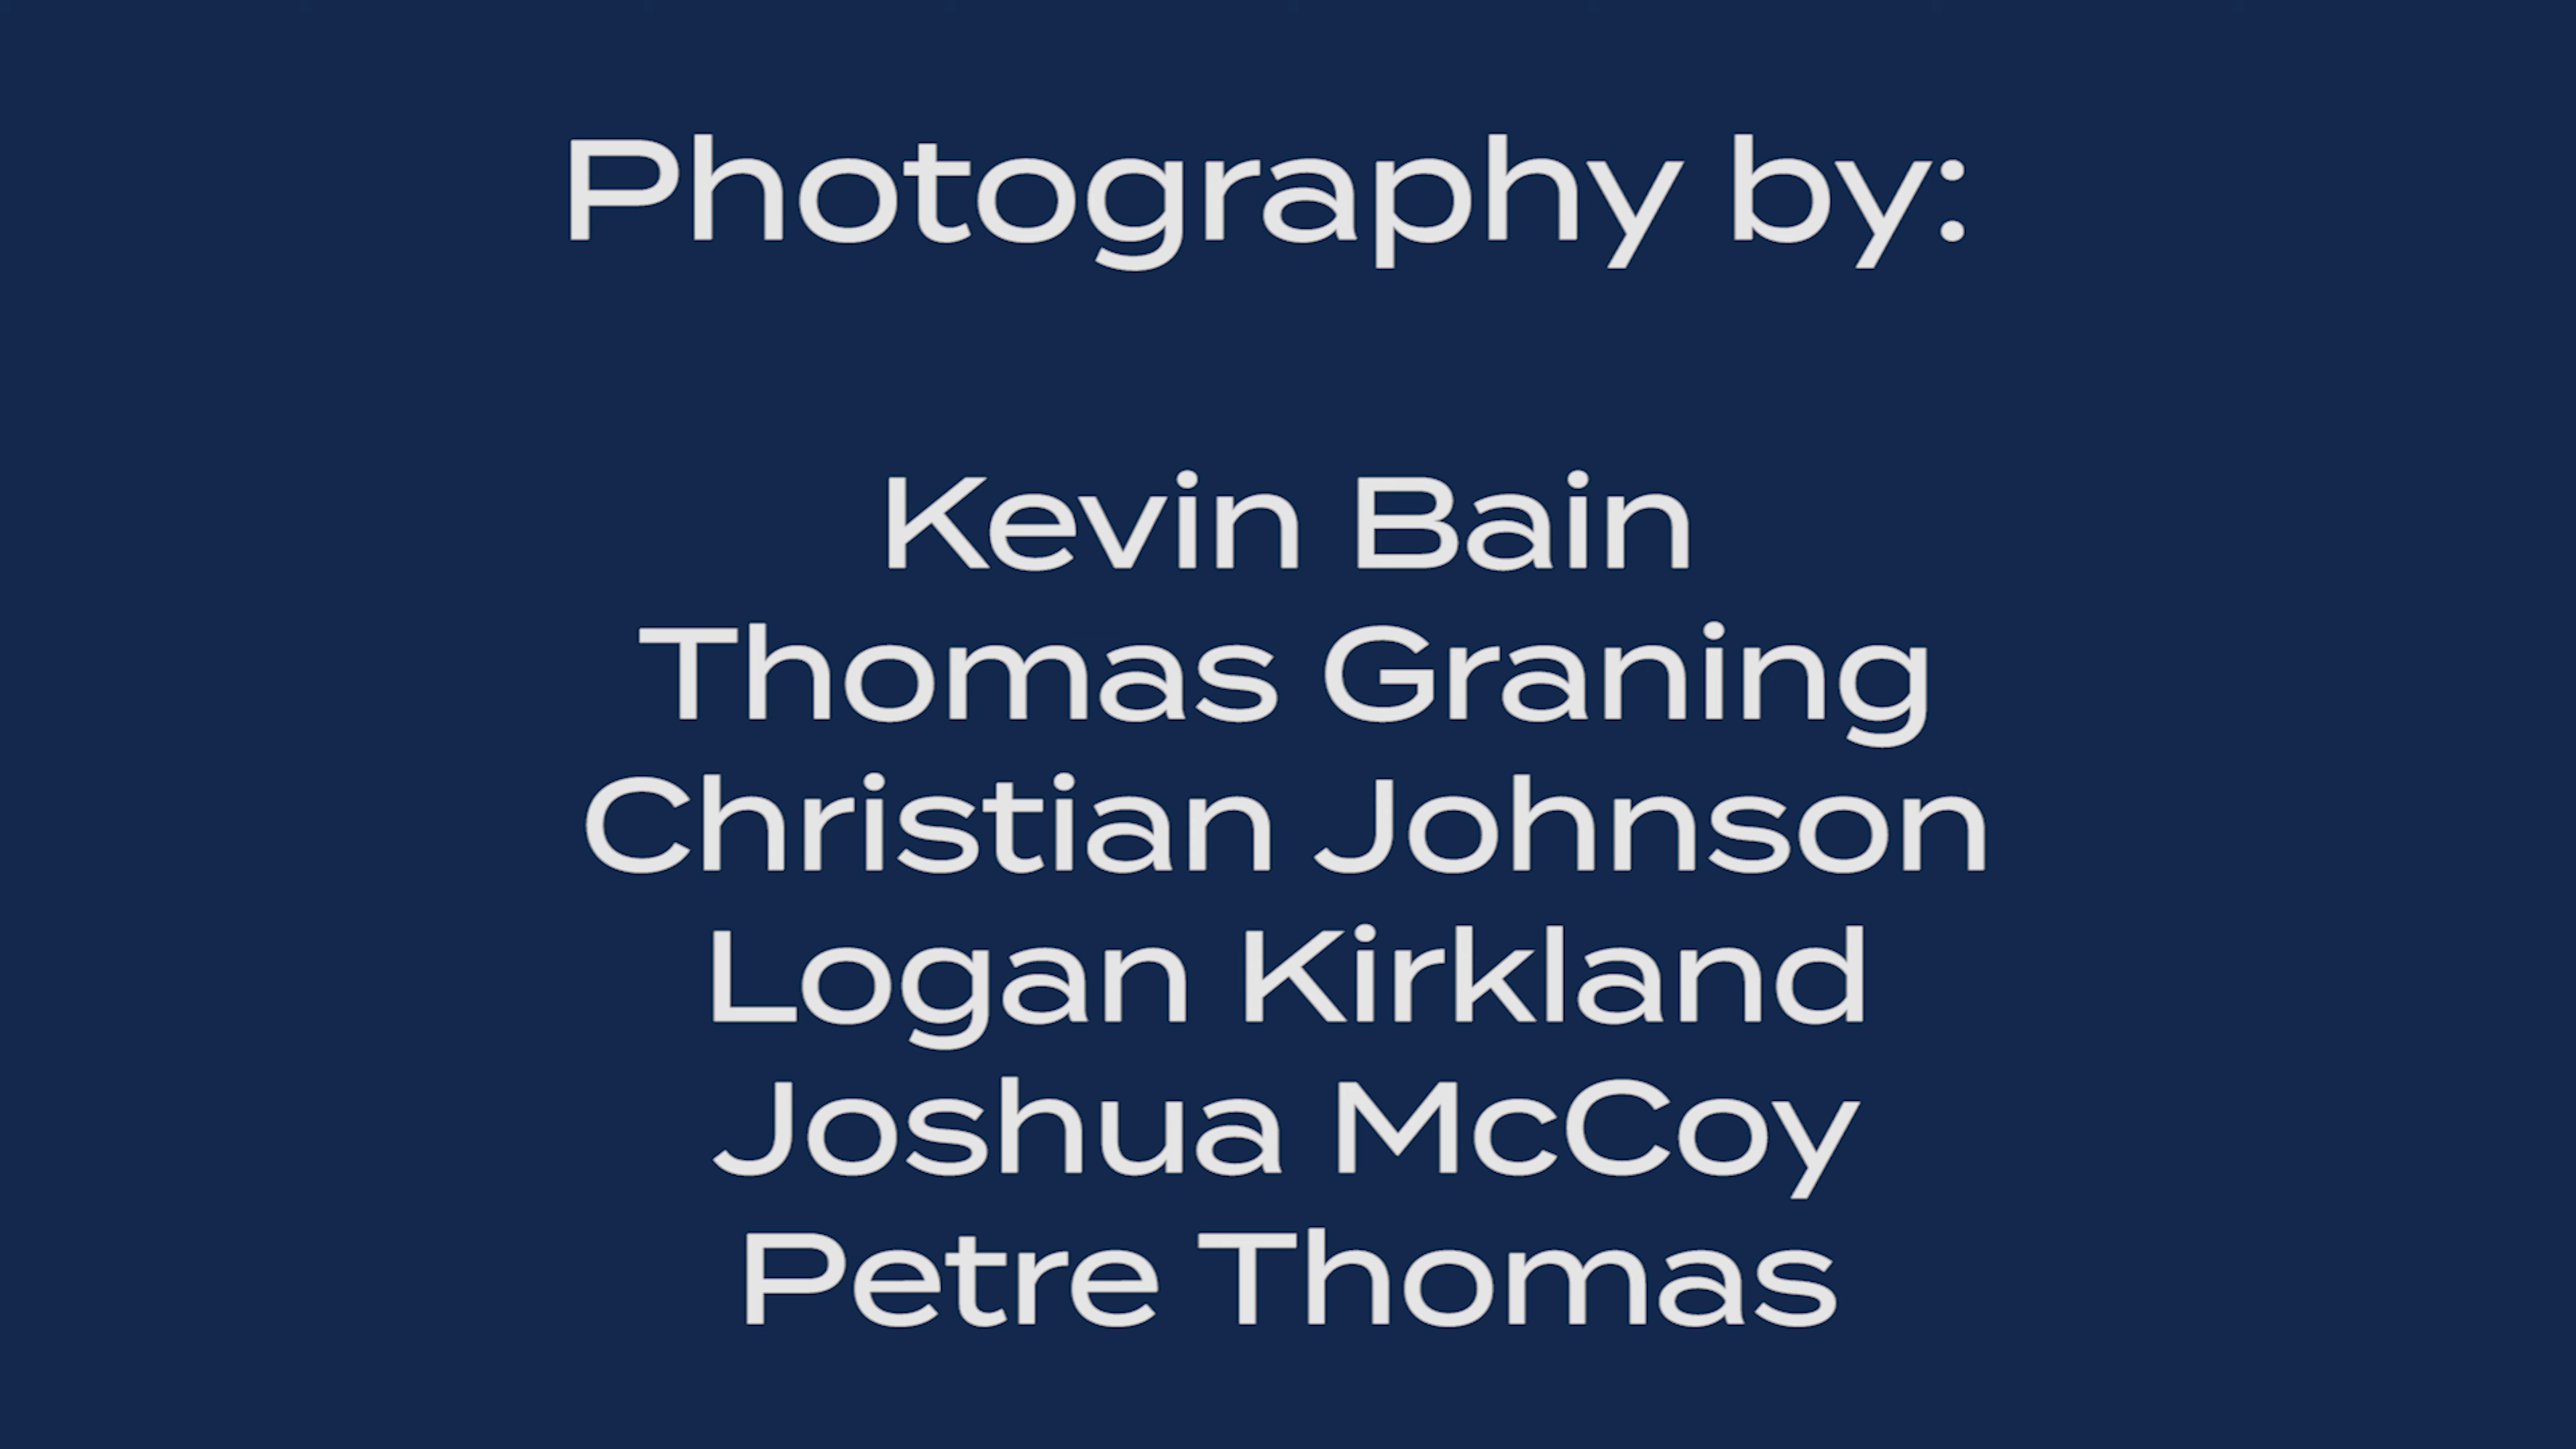 Photography by:
Kevin Bain
Thomas Graning
Christian Johnson
Logan Kirkland
Joshua McCoy
Petre Thomas